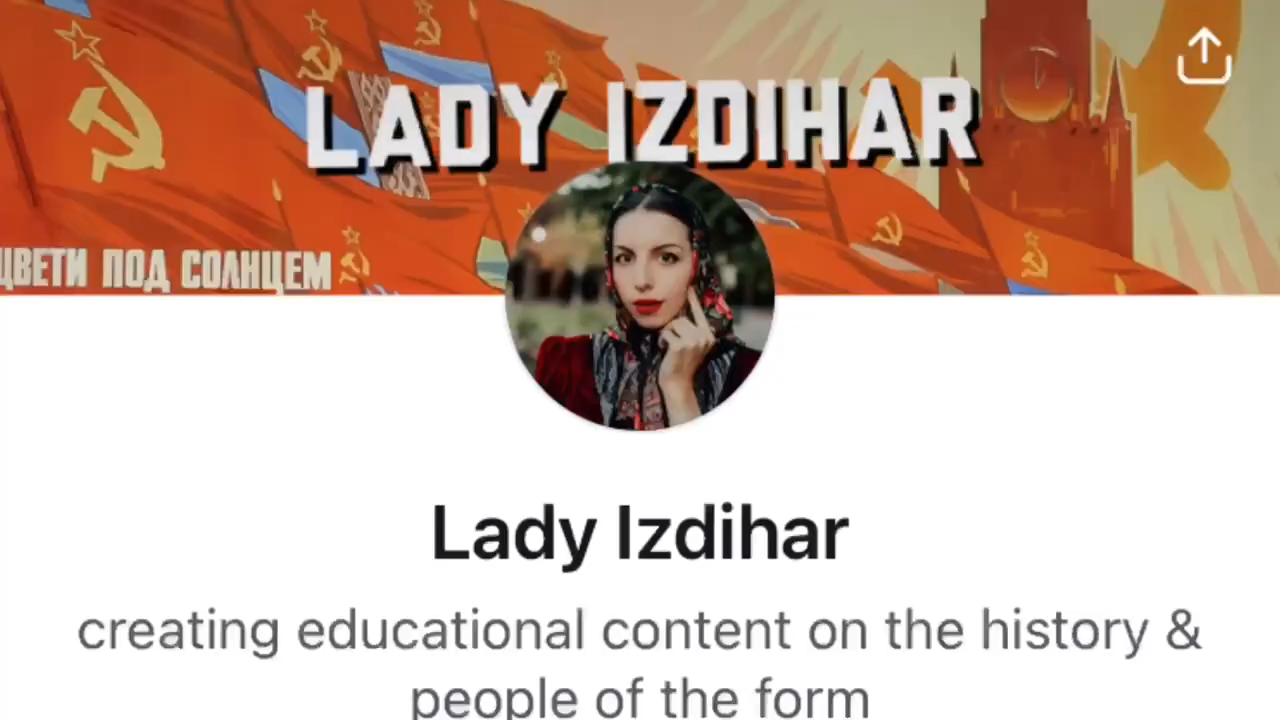 LADY IZDIHAR
ЦВЕТИ ПОД СОЛНЦЕМ
Lady Izdihar
creating educational content on the history &
people of the form